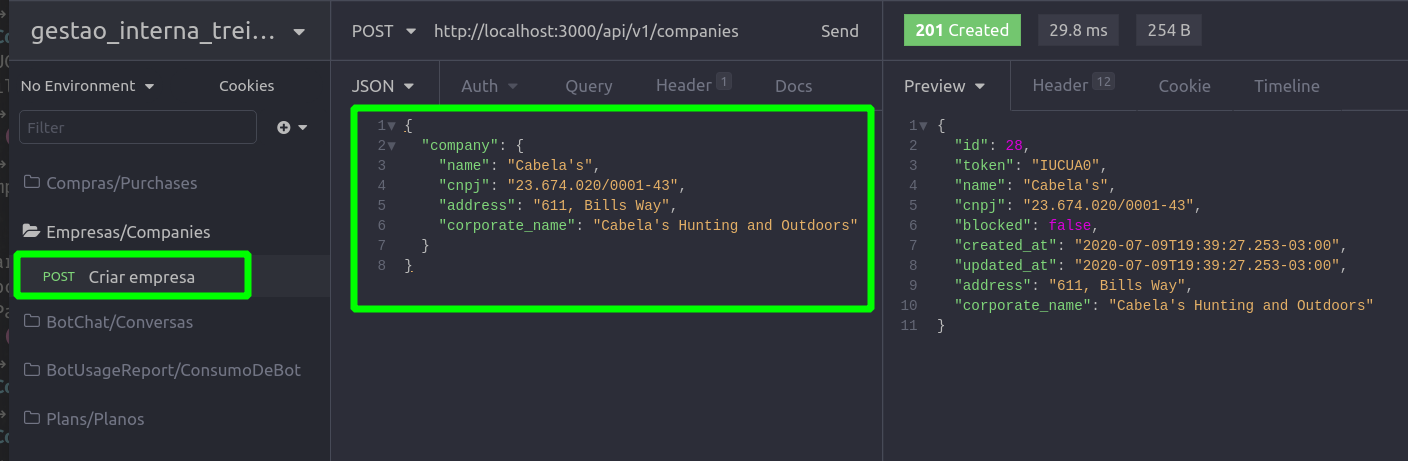 gestao_interna_trei...
No Environment
Cookies
Filter
Compras/Purchases
Empresas/Companies
POST Criar empresa
BotChat/Conversas
BotUsageReport/ConsumoDeBot
Plans/Planos
POST http://localhost:3000/api/v1/companies Send
JSON Auth Query Header 1 Docs
1 {
2 "company": {
3 "name": "Cabela's",
4 "cnpj": "23.674.020/0001-43",
5 "address": "611, Bills Way",
6 "corporate_name": "Cabela's Hunting and Outdoors"
7 }
8 }
201 Created 29.8 ms 254 B
Preview Header 12 Cookie Timeline
1 {
2 "id": 28,
3 "token": "IUCUA0",
4 "name": "Cabela's",
5 "cnpj": "23.674.020/0001-43",
6 "blocked": false,
7 "created_at": "2020-07-09T19:39:27.253-03:00",
8 "updated_at": "2020-07-09T19:39:27.253-03:00",
9 "address": "611, Bills Way",
10 "corporate_name": "Cabela's Hunting and Outdoors"
11 }